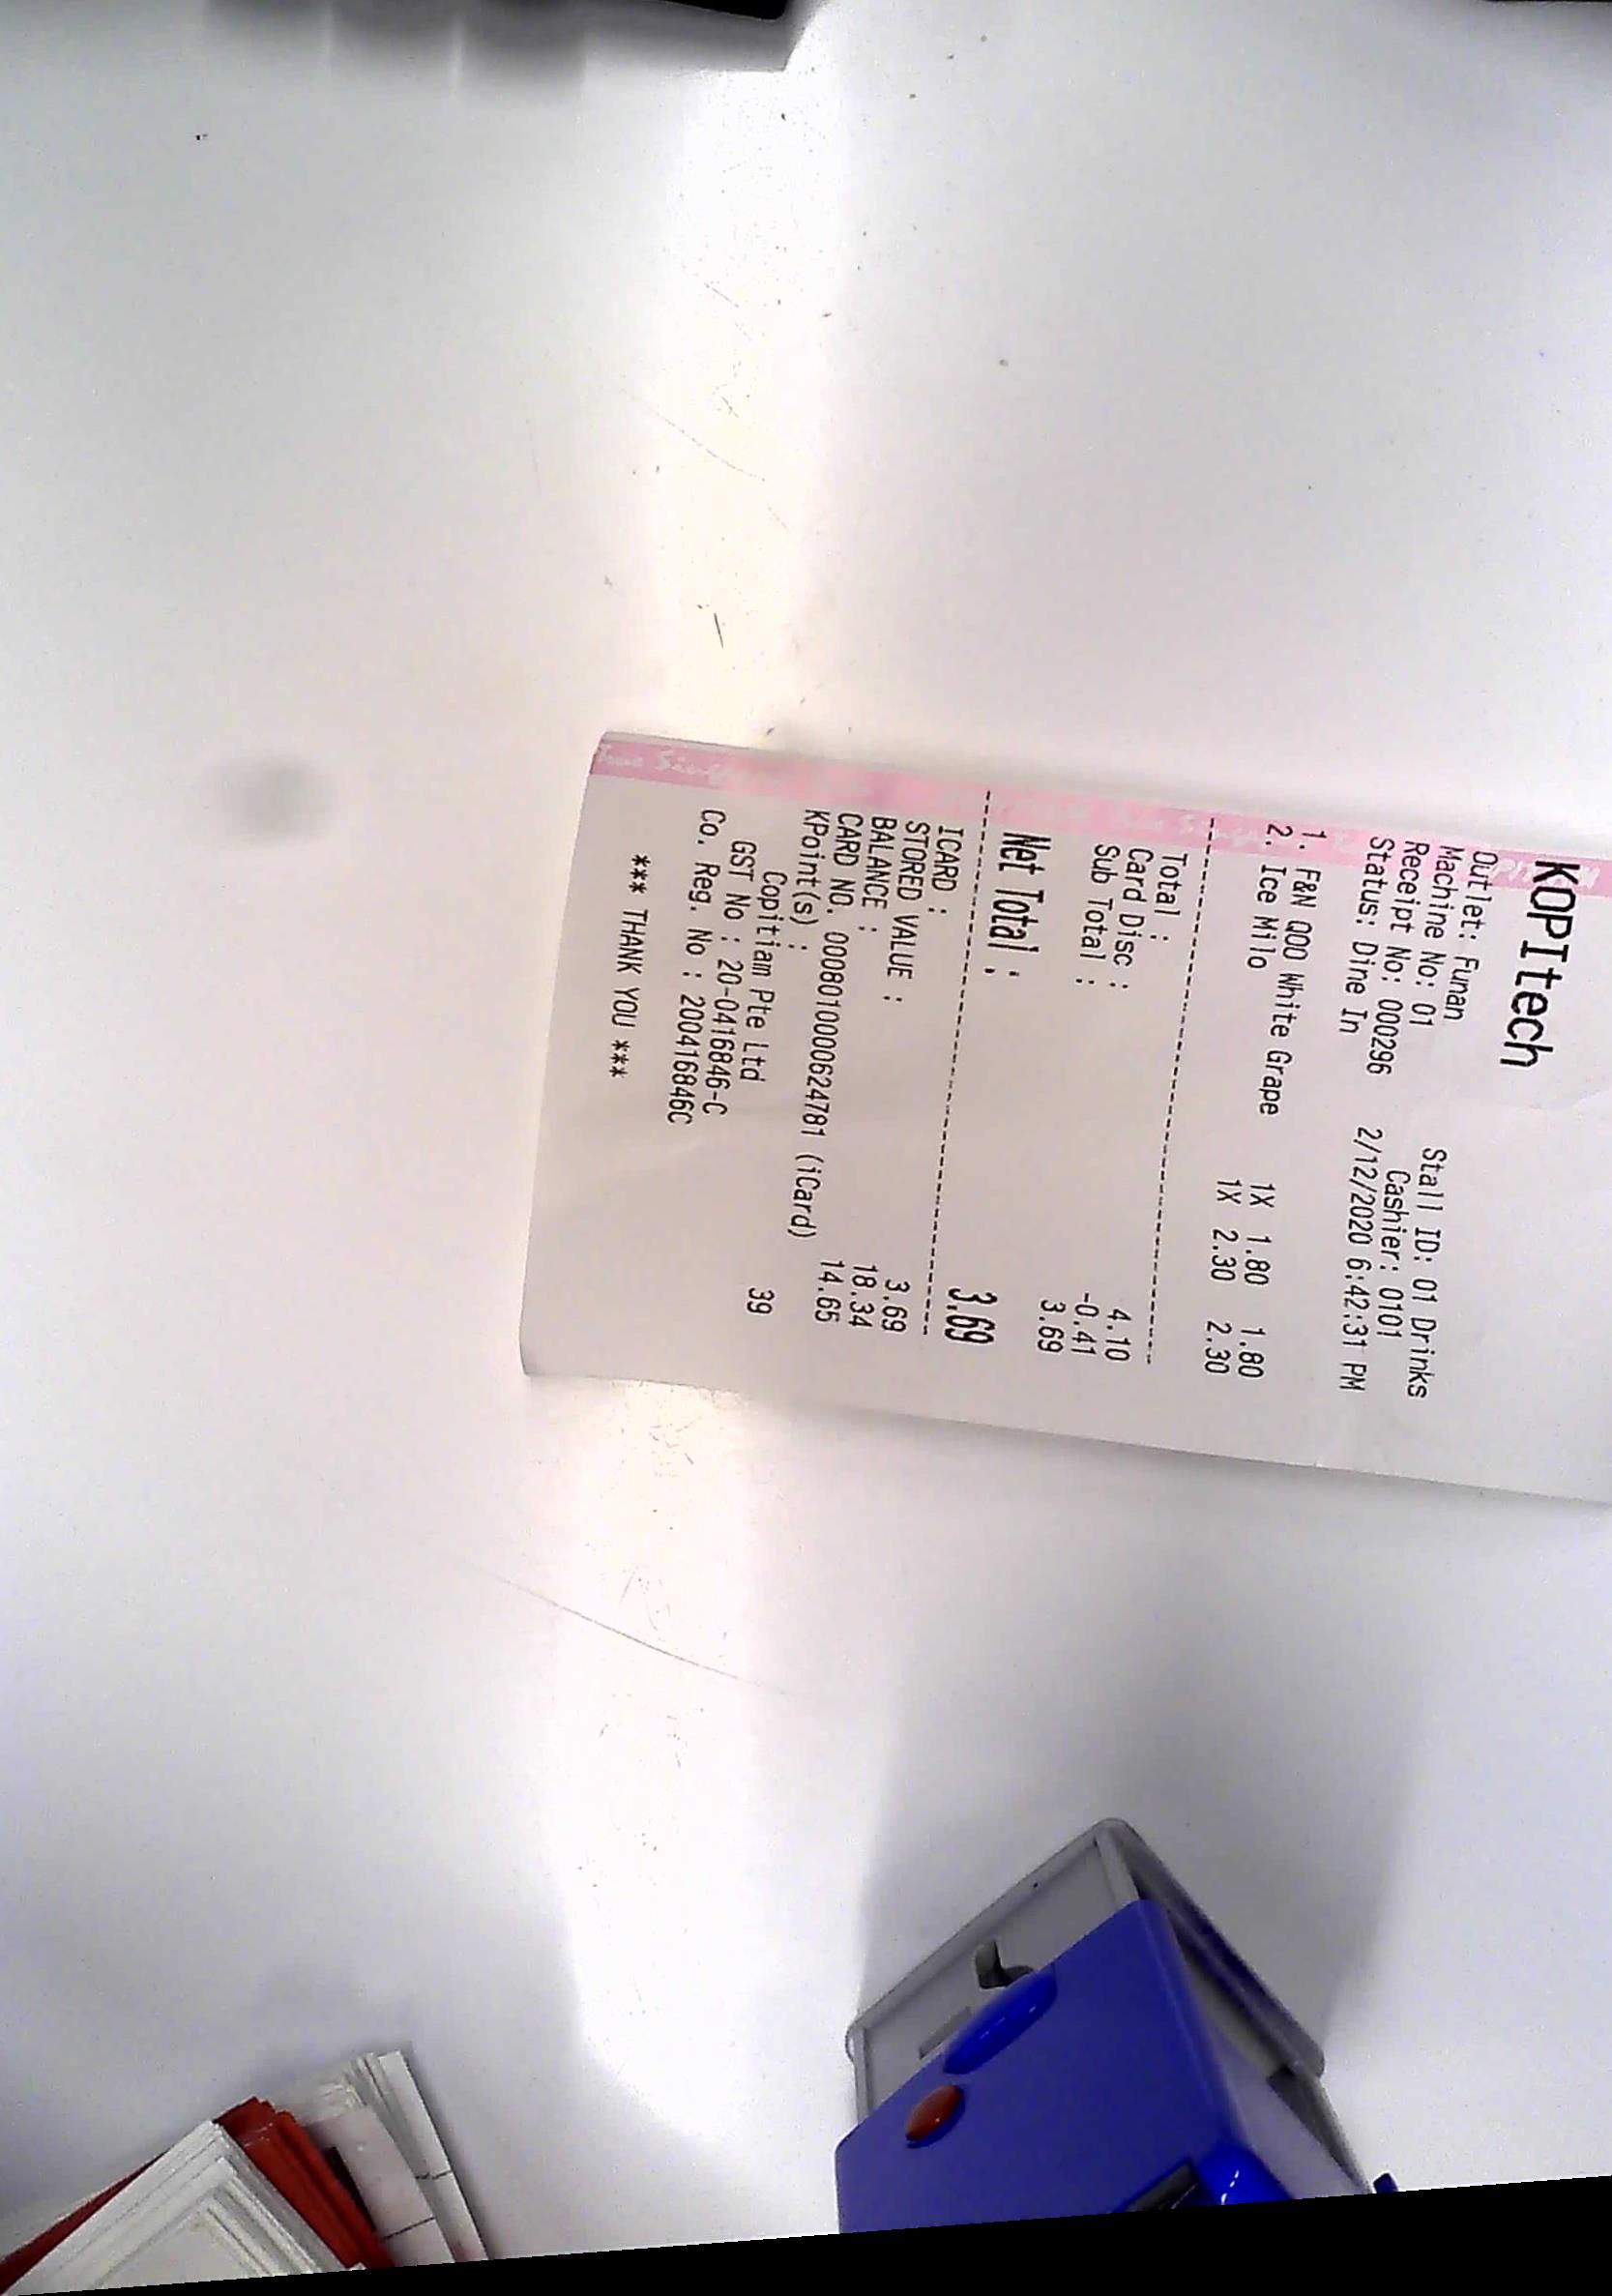 KOPItech
Outlet: Funan Stall ID: 01 Drinks
Machine No: 01 Cashier: 0101
Receipt No: 000296 2/12/2020 6:42:31 PM
Status: Dine In
1. F&N QOO White Grape 1X 1.80 1.80
2. Ice Milo 1X 2.30 2.30
Total : 4.10
Card Disc : -0.41
Sub Total : 3.69
Net Total : 3.69
ICARD : 3.69
STORED VALUE : 18.34
BALANCE : 14.65
CARD NO. 0008010000624781 (iCard)
KPoint(s) : 39
Copitiam Pte Ltd
GST No : 20-0416846-C
Co. Reg. No : 200416846C
*** THANK YOU ***